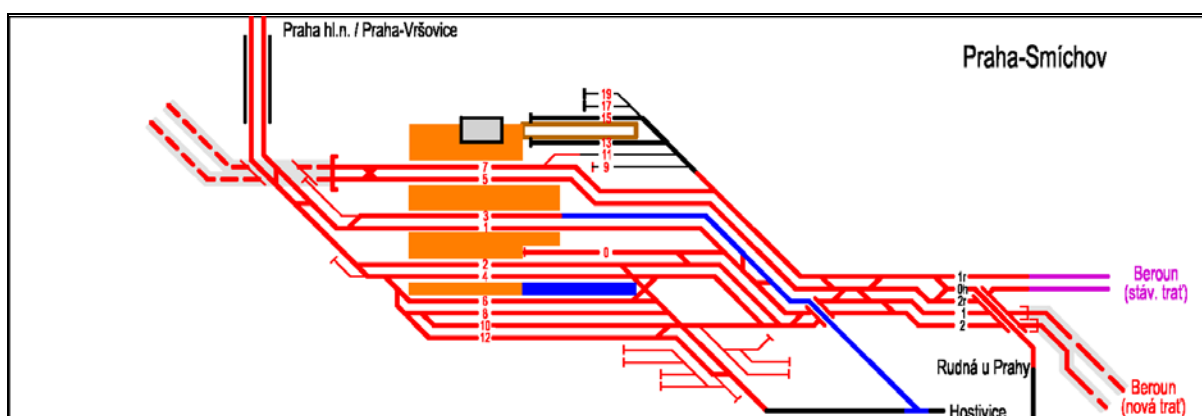 Praha hl.n. / Praha-Vršovice
Praha-Smíchov
19
17
15
13
11
9
7
5
3
1
0
2
4
6
8
10
12
1r
0h
2r
1
2
Beroun
(stáv. trať)
Rudná u Prahy
Beroun
(nová trať)
Hostivice